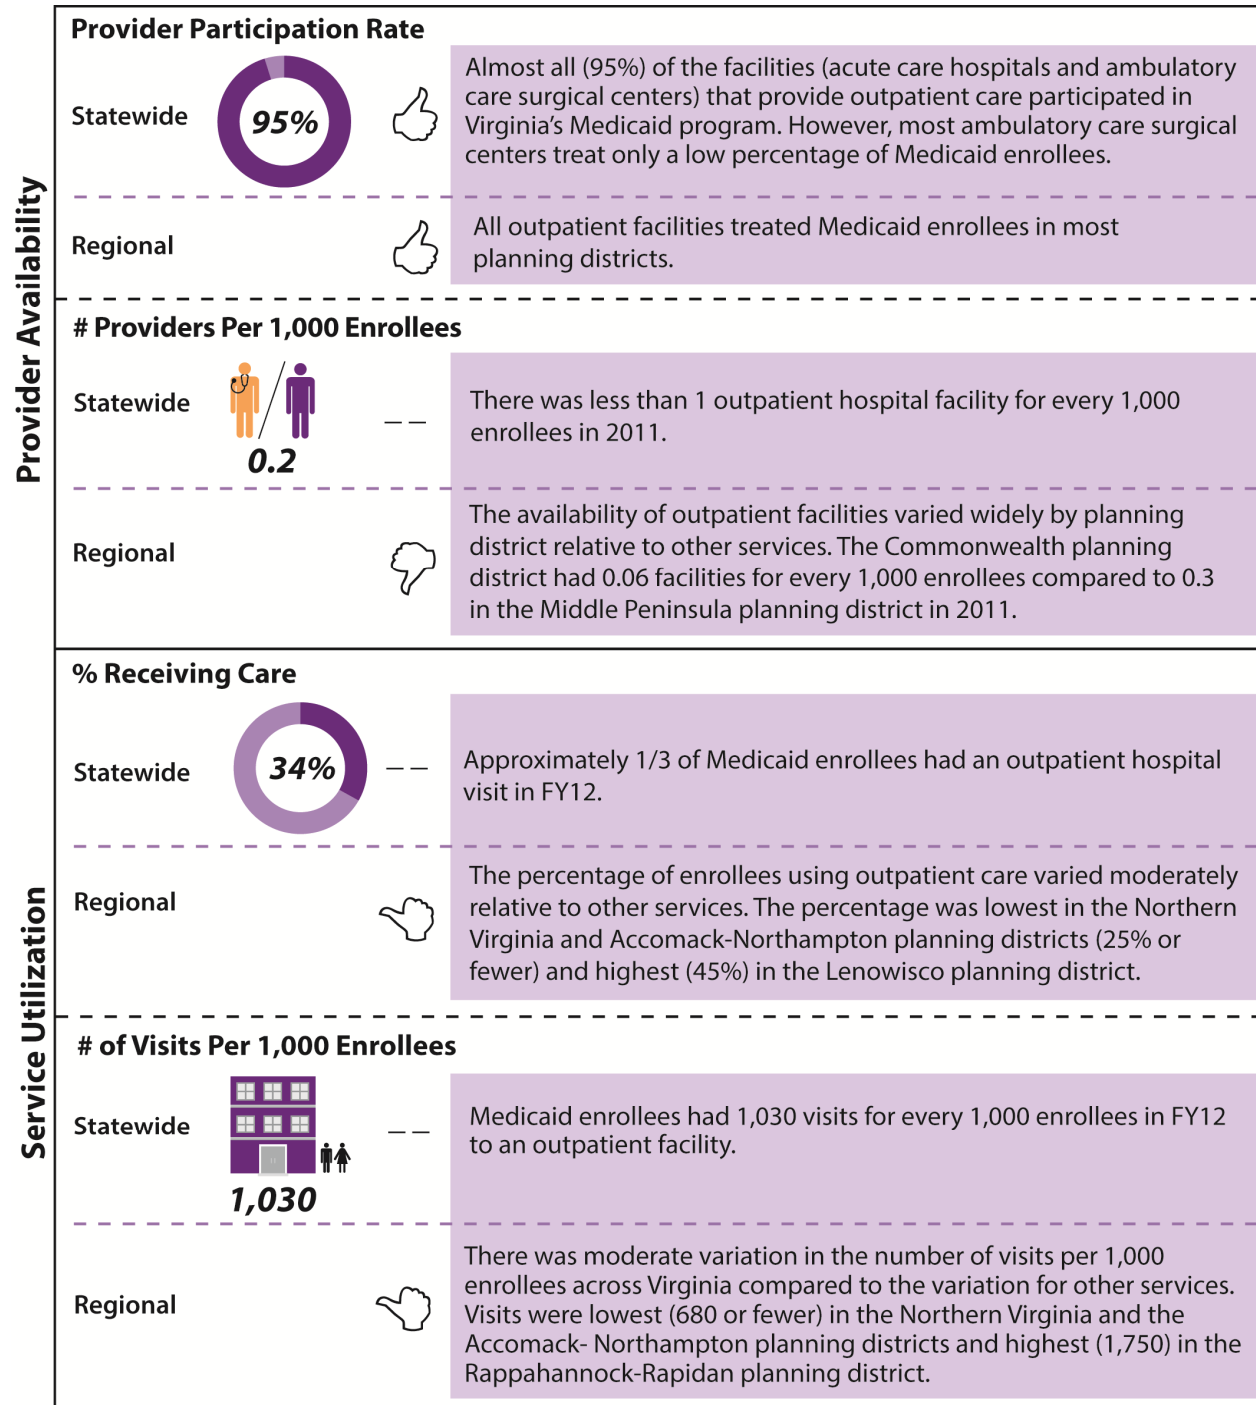 Provider Availability
Provider Participation Rate
Statewide
95%
Almost all (95%) of the facilities (acute care hospitals and ambulatory
care surgical centers) that provide outpatient care participated in
Virginia’s Medicaid program. However, most ambulatory care surgical
centers treat only a low percentage of Medicaid enrollees.
Regional
All outpatient facilities treated Medicaid enrollees in most
planning districts.
# Providers Per 1,000 Enrollees
Statewide
0.2
– –
There was less than 1 outpatient hospital facility for every 1,000
enrollees in 2011.
Regional
The availability of outpatient facilities varied widely by planning
district relative to other services. The Commonwealth planning
district had 0.06 facilities for every 1,000 enrollees compared to 0.3
in the Middle Peninsula planning district in 2011.
Service Utilization
% Receiving Care
Statewide
34%
– –
Approximately 1/3 of Medicaid enrollees had an outpatient hospital
visit in FY12.
Regional
The percentage of enrollees using outpatient care varied moderately
relative to other services. The percentage was lowest in the Northern
Virginia and Accomack-Northampton planning districts (25% or
fewer) and highest (45%) in the Lenowisco planning district.
# of Visits Per 1,000 Enrollees
Statewide
1,030
– –
Medicaid enrollees had 1,030 visits for every 1,000 enrollees in FY12
to an outpatient facility.
Regional
There was moderate variation in the number of visits per 1,000
enrollees across Virginia compared to the variation for other services.
Visits were lowest (680 or fewer) in the Northern Virginia and the
Accomack- Northampton planning districts and highest (1,750) in the
Rappahannock-Rapidan planning district.